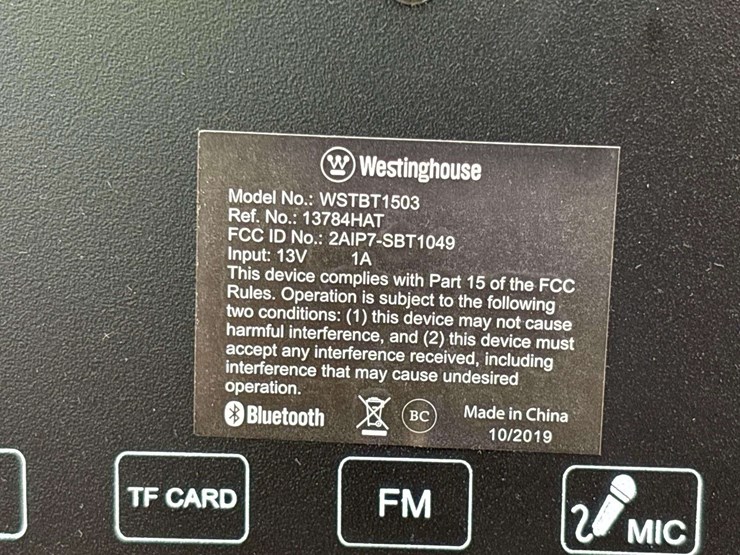 W Westinghouse
Model No.: WSTBT1503
Ref. No.: 13784HAT
FCC ID No.: 2AIP7-SBT1049
Input: 13V 1A
This device complies with Part 15 of the FCC
Rules. Operation is subject to the following
two conditions: (1) this device may not cause
harmful interference, and (2) this device must
accept any interference received, including
interference that may cause undesired
operation.
Bluetooth BC Made in China
10/2019
TF CARD FM MIC